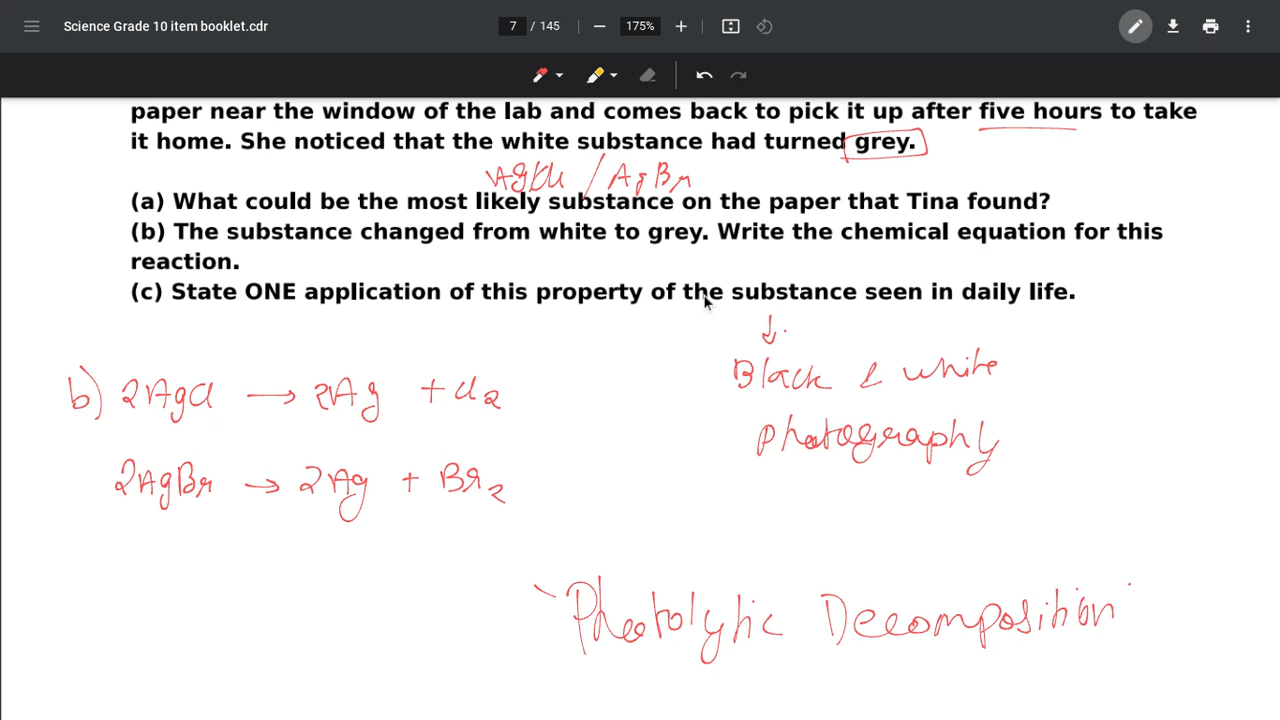 Science Grade 10 item booklet.cdr
7 / 145
175%
paper near the window of the lab and comes back to pick it up after five hours to take
it home. She noticed that the white substance had turned grey.
AgCl / AgBr
(a) What could be the most likely substance on the paper that Tina found?
(b) The substance changed from white to grey. Write the chemical equation for this
reaction.
(c) State ONE application of this property of the substance seen in daily life.
↓
Black & white
photography
b) 2AgCl → 2Ag + Cl2
2AgBr → 2Ag + Br2
Photolytic Decomposition